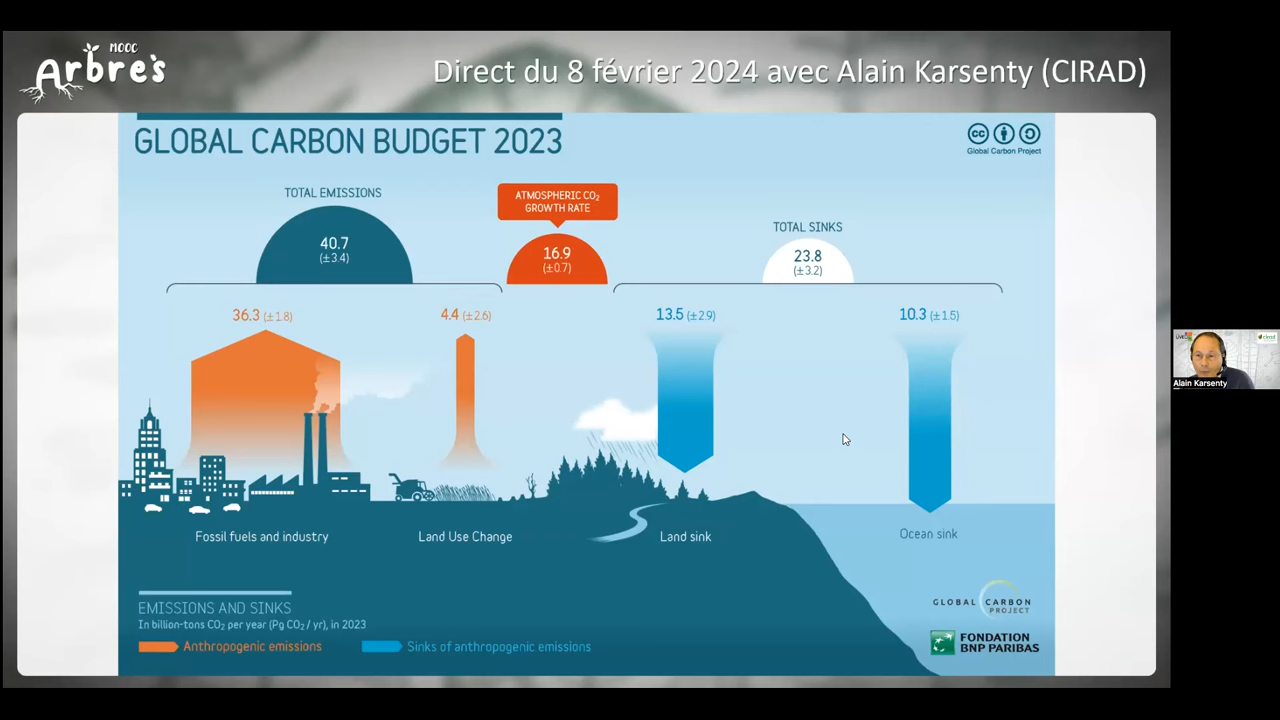 MOOC
Arbre's
Direct du 8 février 2024 avec Alain Karsenty (CIRAD)
GLOBAL CARBON BUDGET 2023
cc
Global Carbon Project
TOTAL EMISSIONS
40.7
(±3.4)
ATMOSPHERIC CO₂
GROWTH RATE
16.9
(±0.7)
TOTAL SINKS
23.8
(±3.2)
36.3 (±1.8)
4.4 (±2.6)
13.5 (±2.9)
10.3 (±1.5)
Fossil fuels and industry
Land Use Change
Land sink
Ocean sink
EMISSIONS AND SINKS
In billion-tons CO₂ per year (Pg CO₂ / yr), in 2023
Anthropogenic emissions
Sinks of anthropogenic emissions
GLOBAL CARBON
PROJECT
FONDATION
BNP PARIBAS
cirad
Alain Karsenty